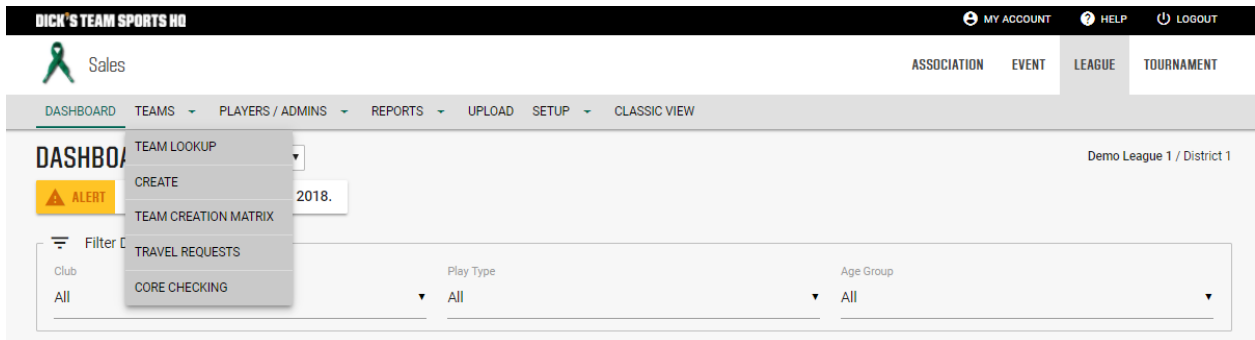 DICK'S TEAM SPORTS HQ MY ACCOUNT HELP LOGOUT
Sales ASSOCIATION EVENT LEAGUE TOURNAMENT
DASHBOARD TEAMS PLAYERS / ADMINS REPORTS UPLOAD SETUP CLASSIC VIEW
TEAM LOOKUP
DASHBOA Demo League 1 / District 1
CREATE
ALERT 2018.
TEAM CREATION MATRIX
Filter D
TRAVEL REQUESTS
Club Play Type Age Group
CORE CHECKING
All All All